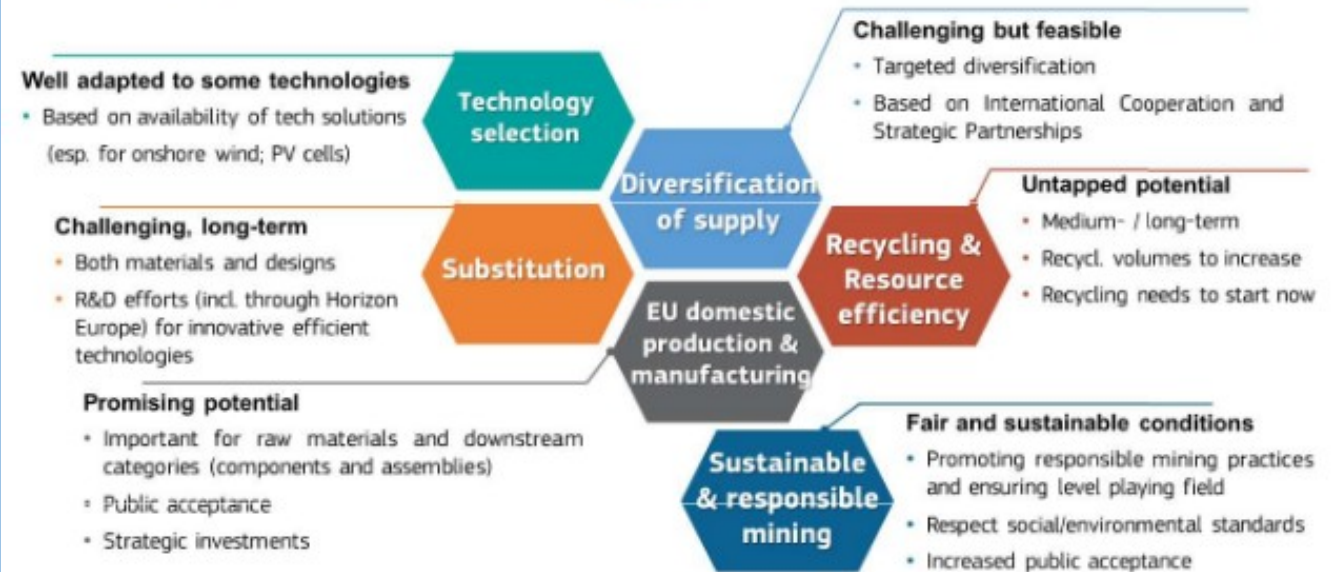 Well adapted to some technologies
• Based on availability of tech solutions
(esp. for onshore wind; PV cells)
Technology
selection
Challenging but feasible
• Targeted diversification
• Based on International Cooperation and
Strategic Partnerships
Diversification
of supply
Challenging, long-term
• Both materials and designs
• R&D efforts (incl. through Horizon
Europe) for innovative efficient
technologies
Substitution
Untapped potential
• Medium- / long-term
• Recycl. volumes to increase
• Recycling needs to start now
Recycling &
Resource
efficiency
EU domestic
production &
manufacturing
Promising potential
• Important for raw materials and downstream
categories (components and assemblies)
• Public acceptance
• Strategic investments
Sustainable
& responsible
mining
Fair and sustainable conditions
• Promoting responsible mining practices
and ensuring level playing field
• Respect social/environmental standards
• Increased public acceptance